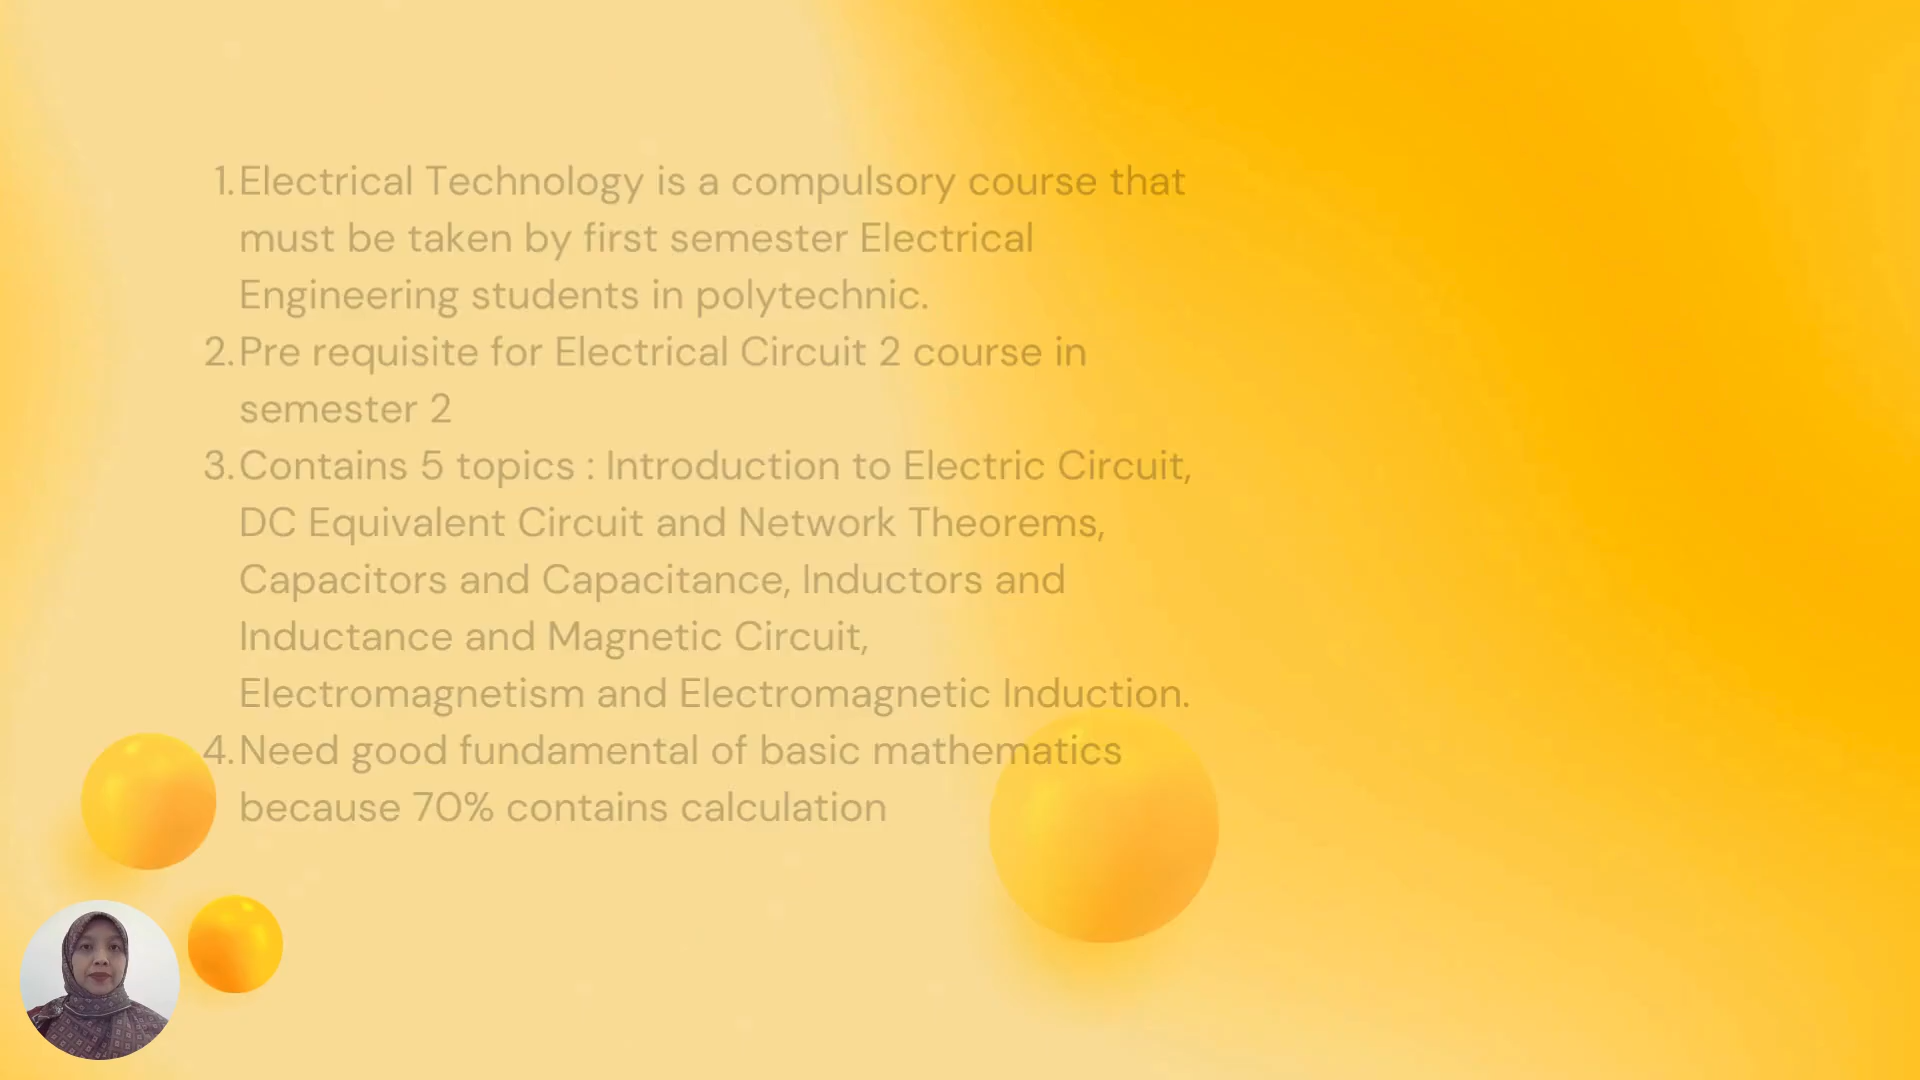 1. Electrical Technology is a compulsory course that
must be taken by first semester Electrical
Engineering students in polytechnic.
2. Pre requisite for Electrical Circuit 2 course in
semester 2
3. Contains 5 topics : Introduction to Electric Circuit,
DC Equivalent Circuit and Network Theorems,
Capacitors and Capacitance, Inductors and
Inductance and Magnetic Circuit,
Electromagnetism and Electromagnetic Induction.
4. Need good fundamental of basic mathematics
because 70% contains calculation